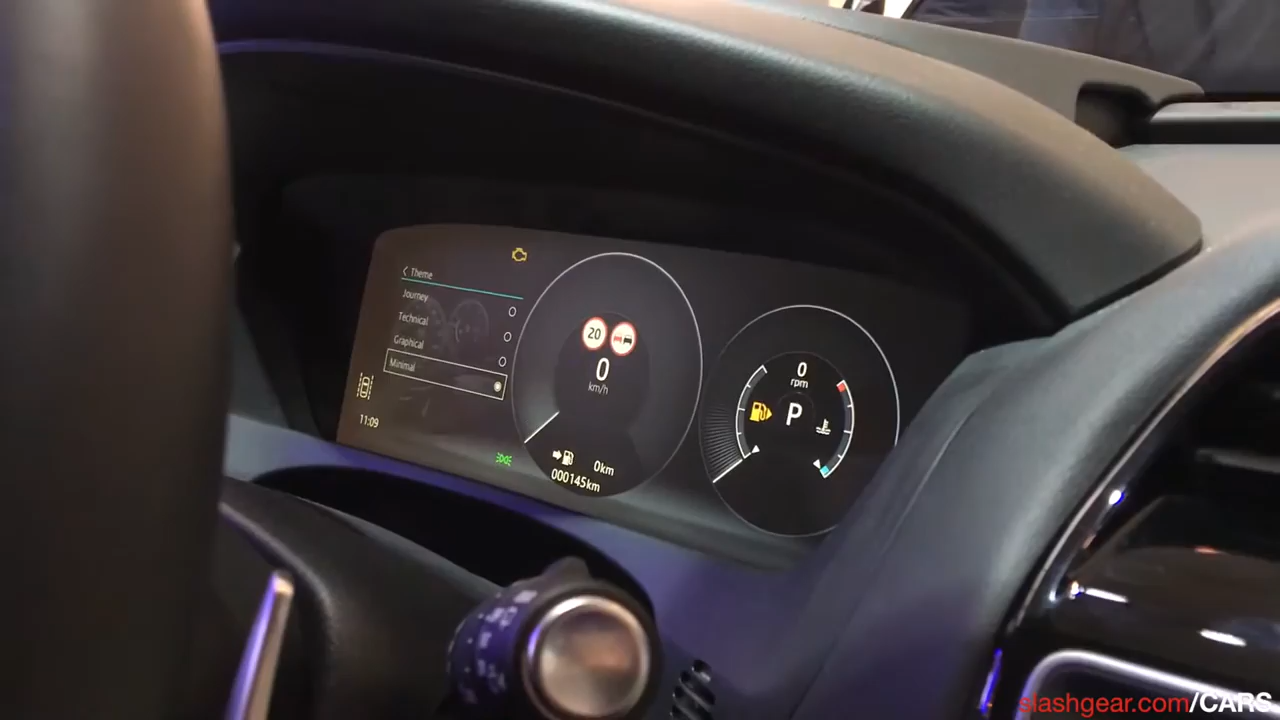 Theme
Journey
Technical
Graphical
Minimal
11:09
20
0
km/h
0km
000145km
0
rpm
P
slashgear.com/CARS